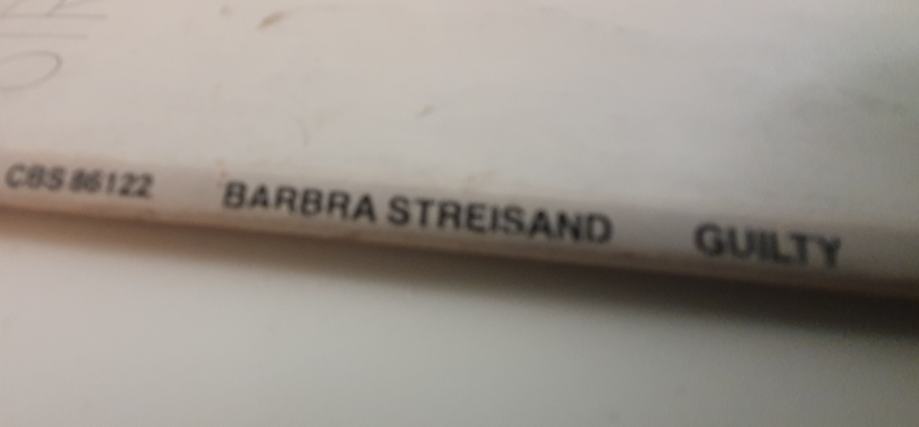 CBS 86122 BARBRA STREISAND GUILTY